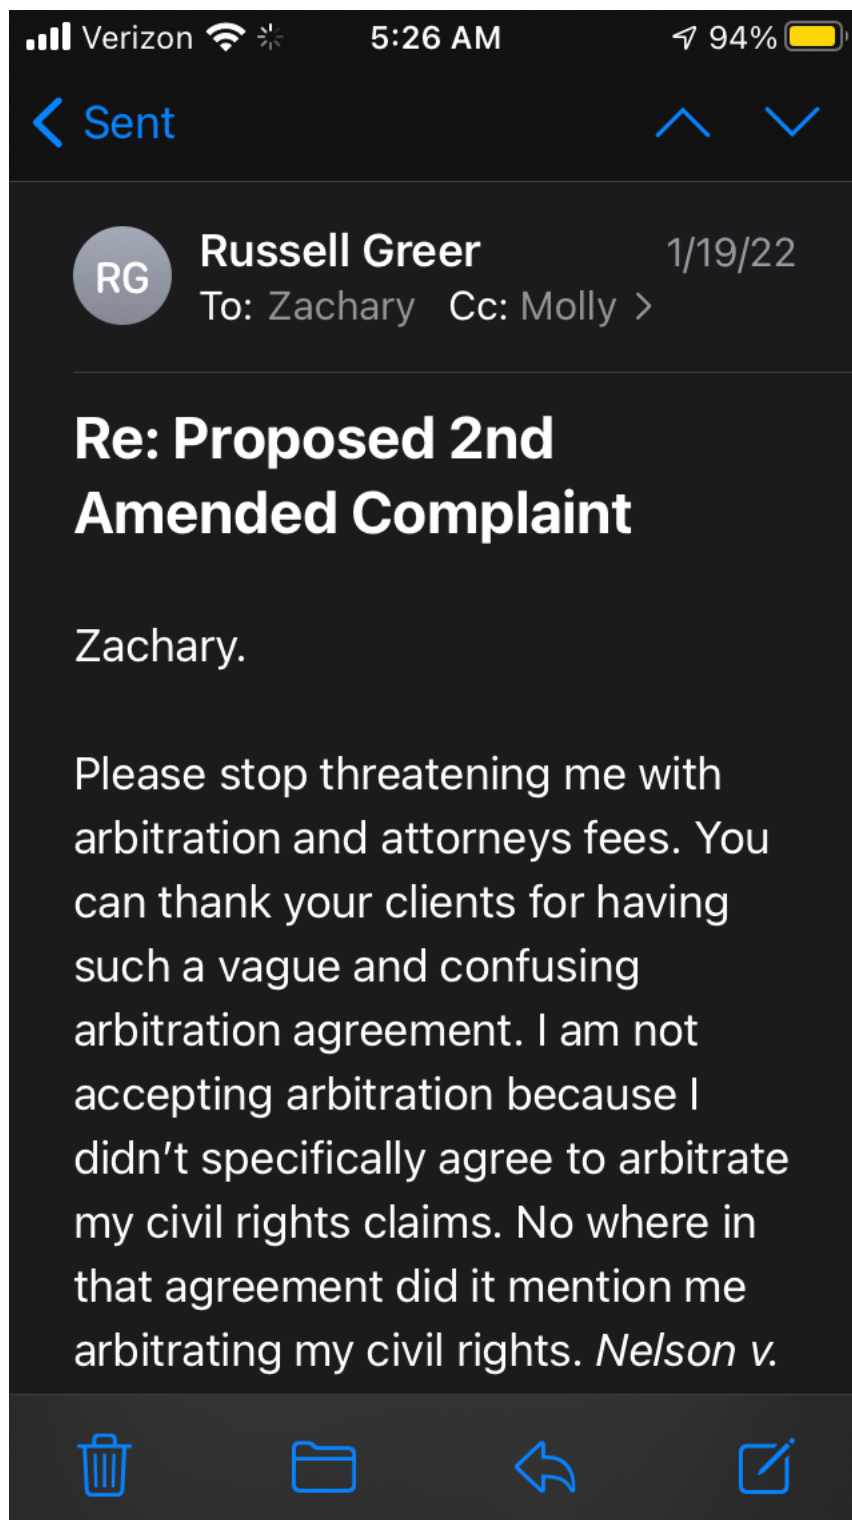 Verizon 5:26 AM 94%
Sent
RG
Russell Greer 1/19/22
To: Zachary Cc: Molly >
Re: Proposed 2nd
Amended Complaint
Zachary.
Please stop threatening me with
arbitration and attorneys fees. You
can thank your clients for having
such a vague and confusing
arbitration agreement. I am not
accepting arbitration because I
didn’t specifically agree to arbitrate
my civil rights claims. No where in
that agreement did it mention me
arbitrating my civil rights. Nelson v.